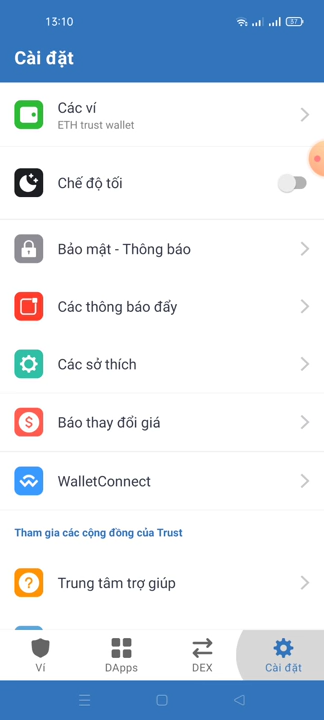 13:10
57
Cài đặt
Các ví
ETH trust wallet
Chế độ tối
Bảo mật - Thông báo
Các thông báo đẩy
Các sở thích
Báo thay đổi giá
WalletConnect
Tham gia các cộng đồng của Trust
Trung tâm trợ giúp
Ví
DApps
DEX
Cài đặt